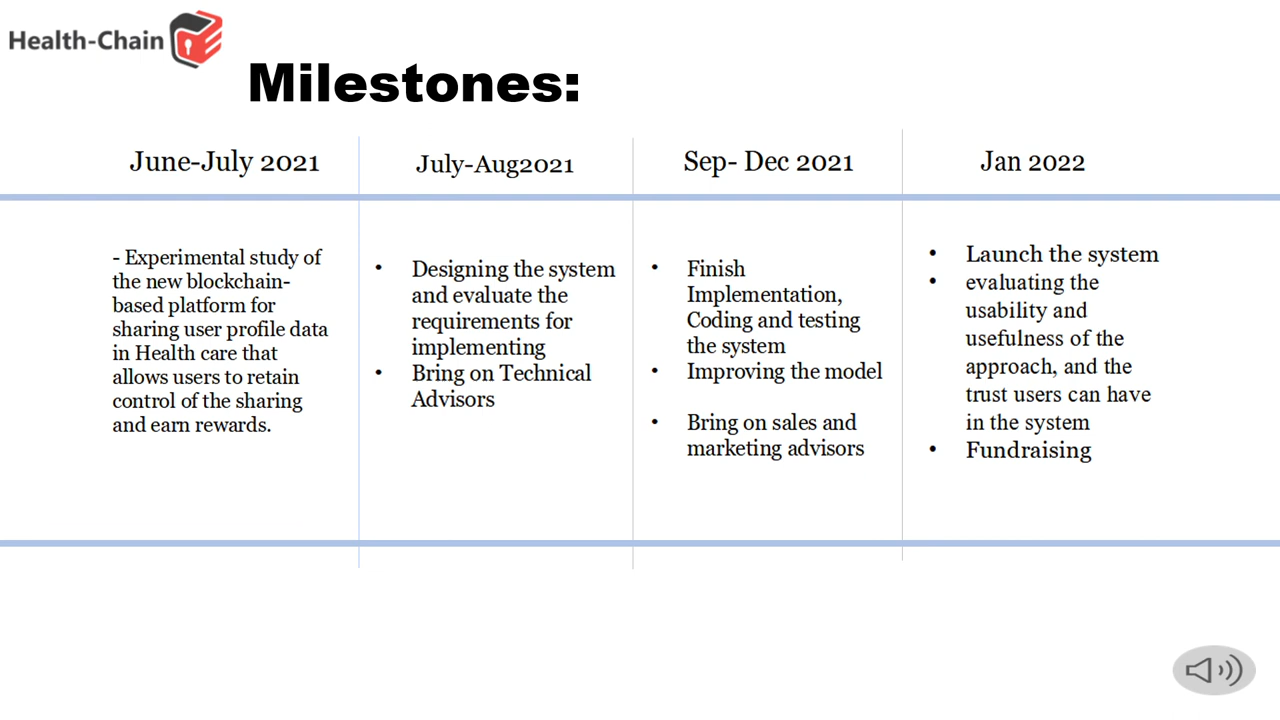 Health-Chain
Milestones:
June-July 2021
July-Aug2021
Sep- Dec 2021
Jan 2022
- Experimental study of
the new blockchain-
based platform for
sharing user profile data
in Health care that
allows users to retain
control of the sharing
and earn rewards.
• Designing the system
and evaluate the
requirements for
implementing
• Bring on Technical
Advisors
• Finish
Implementation,
Coding and testing
the system
• Improving the model
• Bring on sales and
marketing advisors
• Launch the system
• evaluating the
usability and
usefulness of the
approach, and the
trust users can have
in the system
• Fundraising